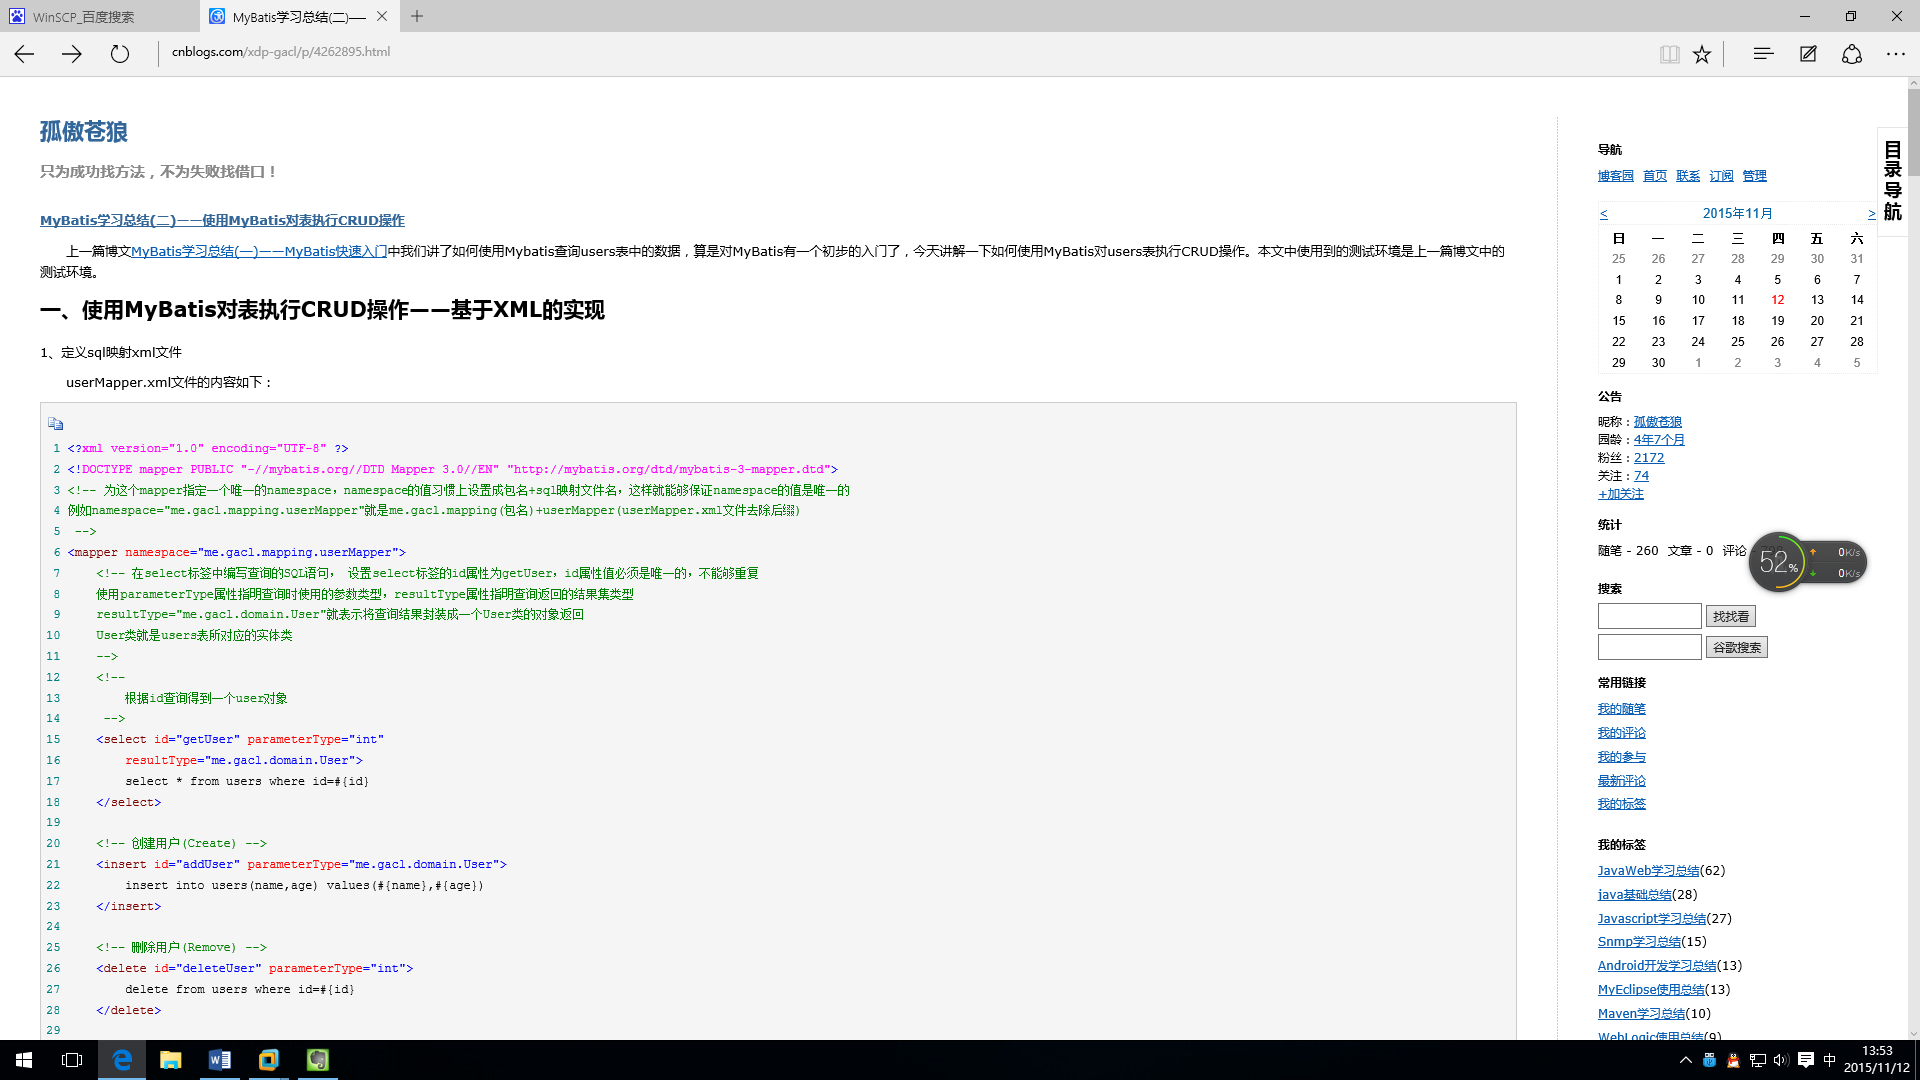 WinSCP_百度搜索
MyBatis学习总结(二)——
cnblogs.com/xdp-gacl/p/4262895.html
孤傲苍狼
只为成功找方法，不为失败找借口！
MyBatis学习总结(二)——使用MyBatis对表执行CRUD操作
上一篇博文MyBatis学习总结(一)——MyBatis快速入门中我们讲了如何使用Mybatis查询users表中的数据，算是对MyBatis有一个初步的入门了，今天讲解一下如何使用MyBatis对users表执行CRUD操作。本文中使用到的测试环境是上一篇博文中的
测试环境。
一、使用MyBatis对表执行CRUD操作——基于XML的实现
1、定义sql映射xml文件
userMapper.xml文件的内容如下：
1 <?xml version="1.0" encoding="UTF-8" ?>
2 <!DOCTYPE mapper PUBLIC "-//mybatis.org//DTD Mapper 3.0//EN" "http://mybatis.org/dtd/mybatis-3-mapper.dtd">
3 <!-- 为这个mapper指定一个唯一的namespace，namespace的值习惯上设置成包名+sql映射文件名，这样就能够保证namespace的值是唯一的
4 例如namespace="me.gacl.mapping.userMapper"就是me.gacl.mapping(包名)+userMapper(userMapper.xml文件去除后缀)
5  -->
6 <mapper namespace="me.gacl.mapping.userMapper">
7     <!-- 在select标签中编写查询的SQL语句， 设置select标签的id属性为getUser，id属性值必须是唯一的，不能够重复
8     使用parameterType属性指明查询时使用的参数类型，resultType属性指明查询返回的结果集类型
9     resultType="me.gacl.domain.User"就表示将查询结果封装成一个User类的对象返回
10     User类就是users表所对应的实体类
11     -->
12     <!--
13         根据id查询得到一个user对象
14      -->
15     <select id="getUser" parameterType="int"
16         resultType="me.gacl.domain.User">
17         select * from users where id=#{id}
18     </select>
19
20     <!-- 创建用户(Create) -->
21     <insert id="addUser" parameterType="me.gacl.domain.User">
22         insert into users(name,age) values(#{name},#{age})
23     </insert>
24
25     <!-- 删除用户(Remove) -->
26     <delete id="deleteUser" parameterType="int">
27         delete from users where id=#{id}
28     </delete>
29
目录导航
导航
博客园 首页 联系 订阅 管理
< 2015年11月 >
日 一 二 三 四 五 六
25 26 27 28 29 30 31
1 2 3 4 5 6 7
8 9 10 11 12 13 14
15 16 17 18 19 20 21
22 23 24 25 26 27 28
29 30 1 2 3 4 5
公告
昵称：孤傲苍狼
园龄：4年7个月
粉丝：2172
关注：74
+加关注
统计
随笔 - 260 文章 - 0 评论
52%
0K/s
0K/s
搜索
找找看
谷歌搜索
常用链接
我的随笔
我的评论
我的参与
最新评论
我的标签
我的标签
JavaWeb学习总结(62)
java基础总结(28)
Javascript学习总结(27)
Snmp学习总结(15)
Android开发学习总结(13)
MyEclipse使用总结(13)
Maven学习总结(10)
WebLogic使用总结(9)
中
13:53
2015/11/12